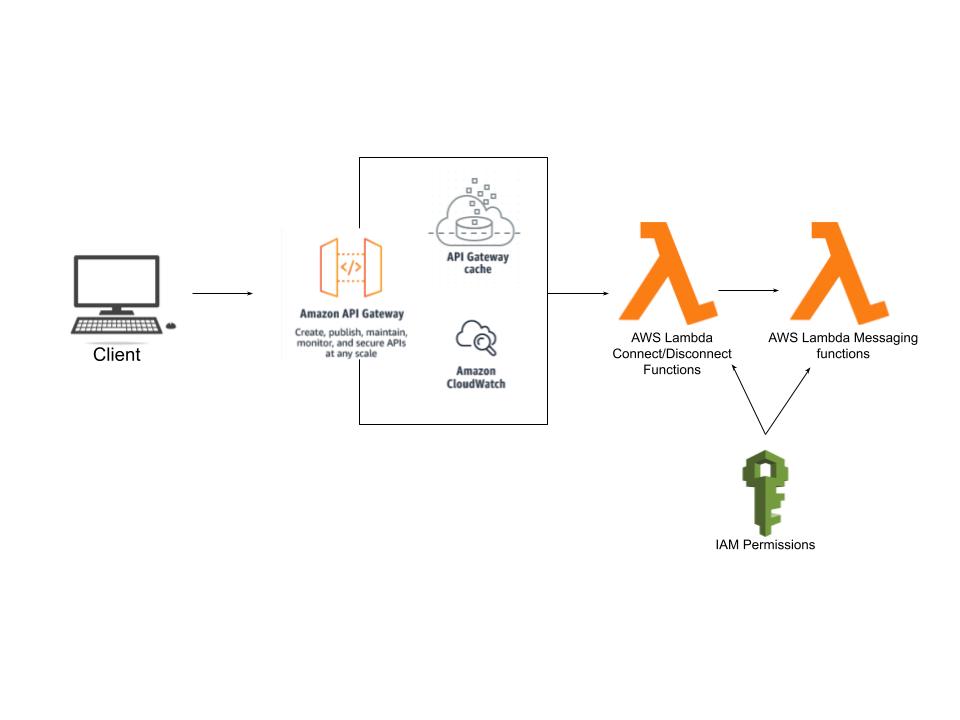 Client
</>
Amazon API Gateway
Create, publish, maintain,
monitor, and secure APIs
at any scale
API Gateway
cache
Amazon
CloudWatch
AWS Lambda
Connect/Disconnect
Functions
AWS Lambda Messaging
functions
IAM Permissions